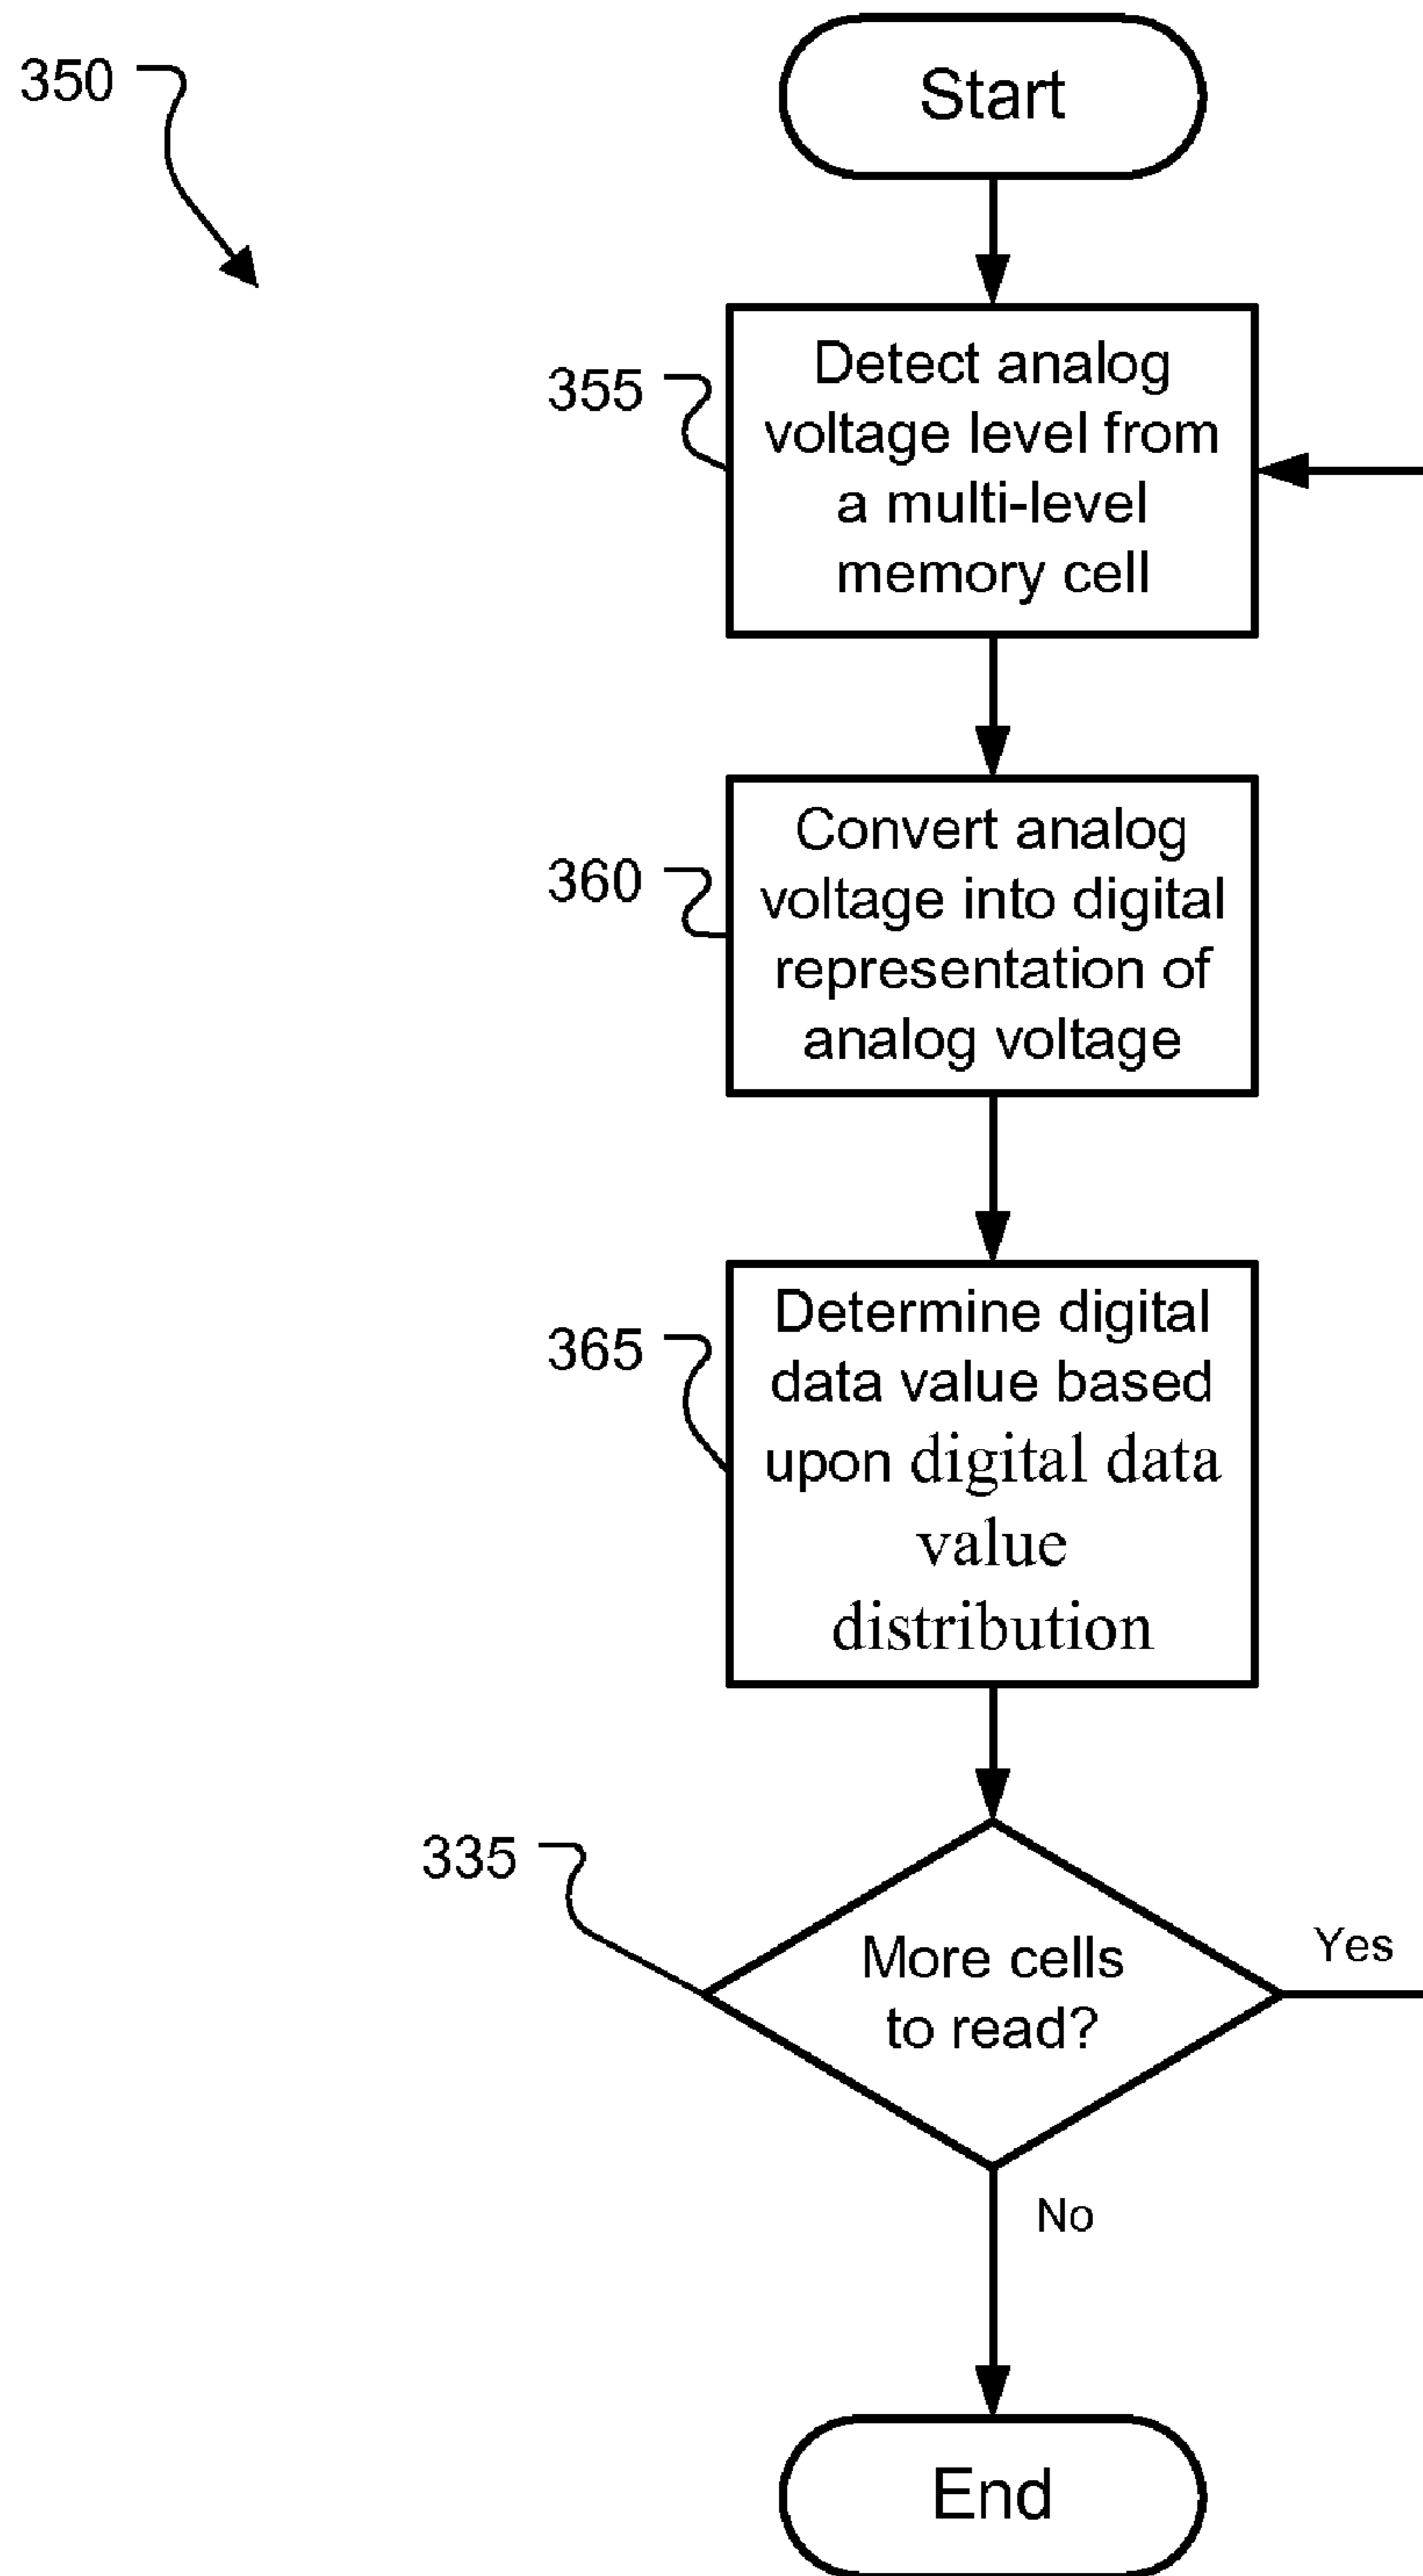 350
Start
355
Detect analog
voltage level from
a multi-level
memory cell
360
Convert analog
voltage into digital
representation of
analog voltage
365
Determine digital
data value based
upon digital data
value
distribution
335
More cells
to read?
Yes
No
End